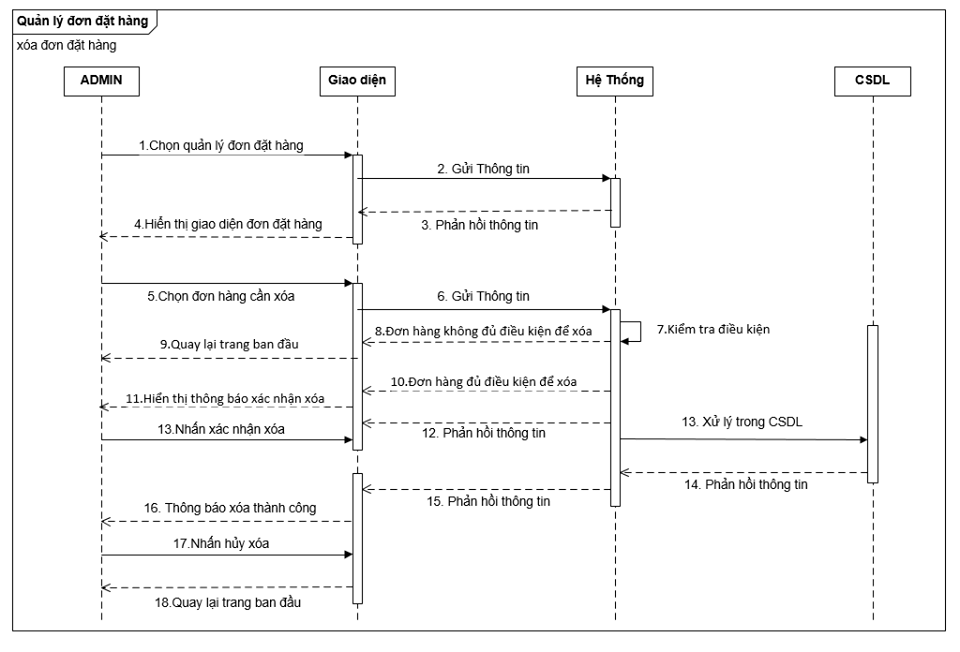 Quản lý đơn đặt hàng
xóa đơn đặt hàng
ADMIN
Giao diện
Hệ Thống
CSDL
1.Chọn quản lý đơn đặt hàng
2. Gửi Thông tin
3. Phản hồi thông tin
4.Hiển thị giao diện đơn đặt hàng
5.Chọn đơn hàng cần xóa
6. Gửi Thông tin
7.Kiểm tra điều kiện
8.Đơn hàng không đủ điều kiện để xóa
9.Quay lại trang ban đầu
10.Đơn hàng đủ điều kiện để xóa
11.Hiển thị thông báo xác nhận xóa
12. Phản hồi thông tin
13.Nhấn xác nhận xóa
13. Xử lý trong CSDL
14. Phản hồi thông tin
15. Phản hồi thông tin
16. Thông báo xóa thành công
17.Nhấn hủy xóa
18.Quay lại trang ban đầu